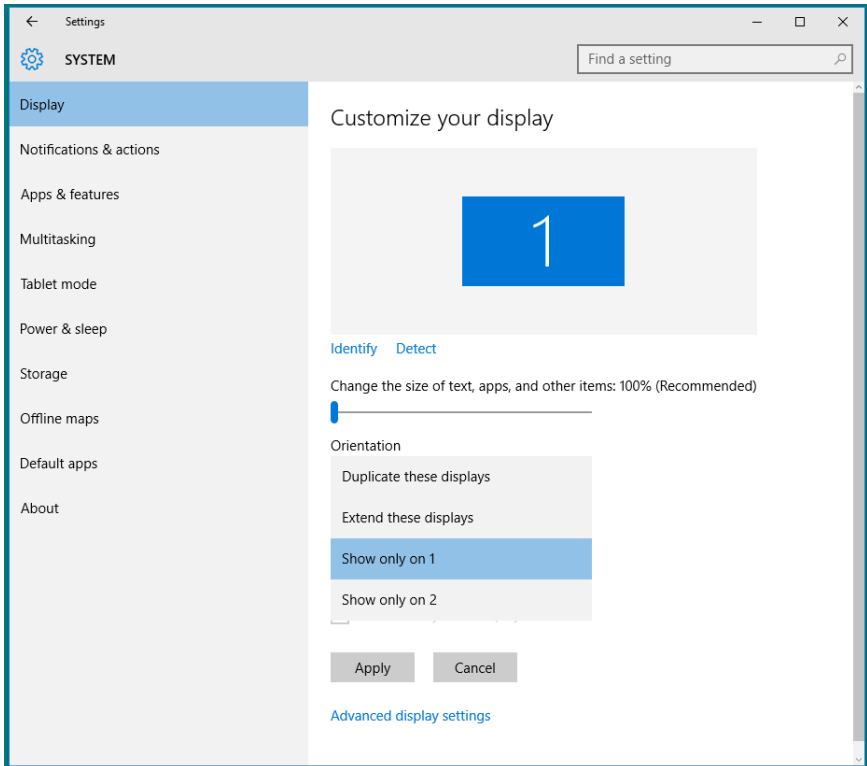 Settings
SYSTEM
Find a setting
Display
Notifications & actions
Apps & features
Multitasking
Tablet mode
Power & sleep
Storage
Offline maps
Default apps
About
Customize your display
1
Identify Detect
Change the size of text, apps, and other items: 100% (Recommended)
Orientation
Duplicate these displays
Extend these displays
Show only on 1
Show only on 2
Apply Cancel
Advanced display settings